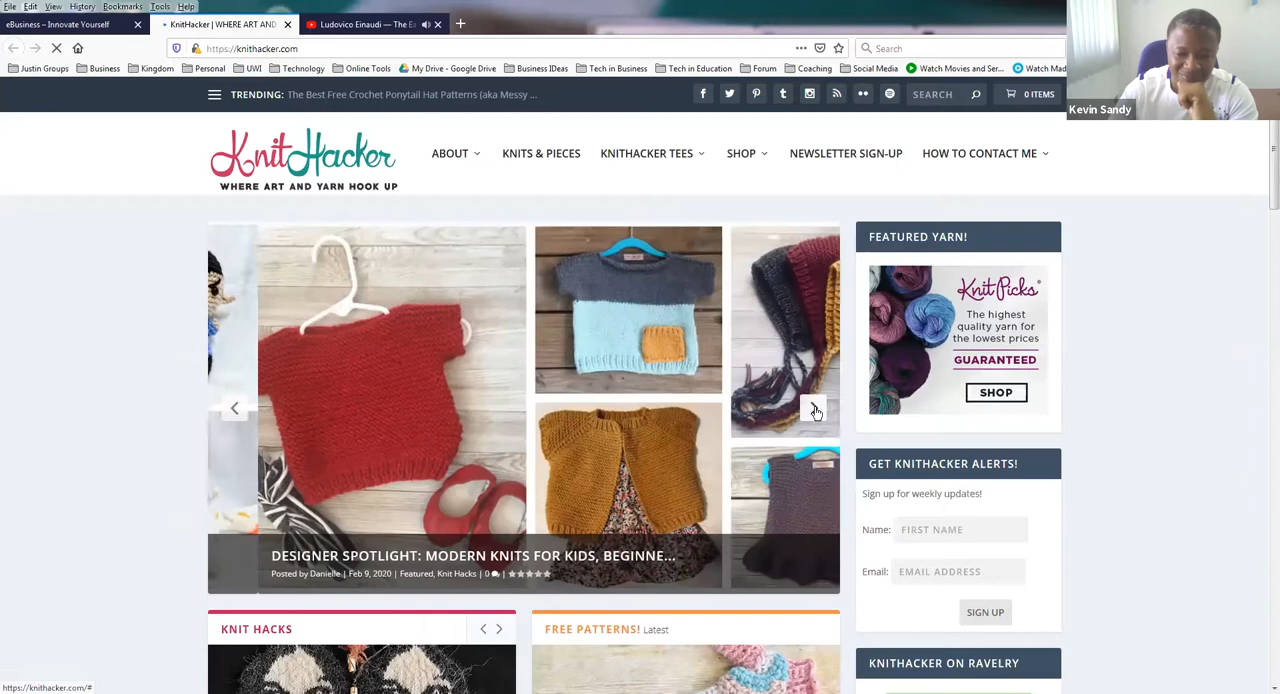 File Edit View History Bookmarks Tools Help
eBusiness – Innovate Yourself
KnitHacker | WHERE ART AND
Ludovico Einaudi — The Ea
https://knithacker.com
Search
Justin Groups Business Kingdom Personal UWI Technology Online Tools My Drive - Google Drive Business IDeas Tech in Business Tech in Education Forum Coaching Social Media Watch Movies and Ser... Watch Mad
Kevin Sandy
TRENDING: The Best Free Crochet Ponytail Hat Patterns (aka Messy ...
SEARCH
0 ITEMS
KnitHacker
WHERE ART AND YARN HOOK UP
ABOUT KNITS & PIECES KNITHACKER TEES SHOP NEWSLETTER SIGN-UP HOW TO CONTACT ME
DESIGNER SPOTLIGHT: MODERN KNITS FOR KIDS, BEGINNE...
Posted by Danielle | Feb 9, 2020 | Featured, Knit Hacks | 0 |
FEATURED YARN!
Knit Picks
The highest
quality yarn for
the lowest prices
GUARANTEED
SHOP
GET KNITHACKER ALERTS!
Sign up for weekly updates!
Name: FIRST NAME
Email: EMAIL ADDRESS
SIGN UP
KNIT HACKS
FREE PATTERNS! Latest
KNITHACKER ON RAVELRY
https://knithacker.com/#